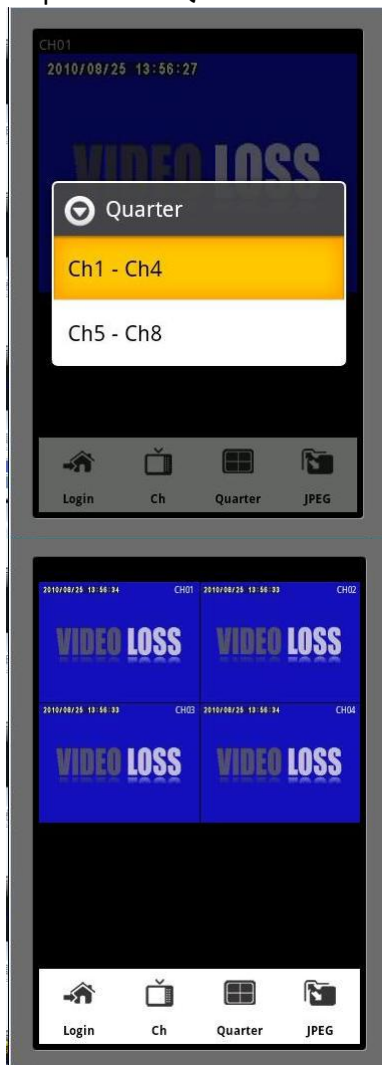 CH01
2010/08/25 13:56:27
VIDEO LOSS
Quarter
Ch1 - Ch4
Ch5 - Ch8
Login Ch Quarter JPEG
2010/08/25 13:56:34 CH01 2010/08/25 13:56:33 CH02
VIDEO LOSS VIDEO LOSS
2010/08/25 13:56:33 CH03 2010/08/25 13:56:34 CH04
VIDEO LOSS VIDEO LOSS
Login Ch Quarter JPEG